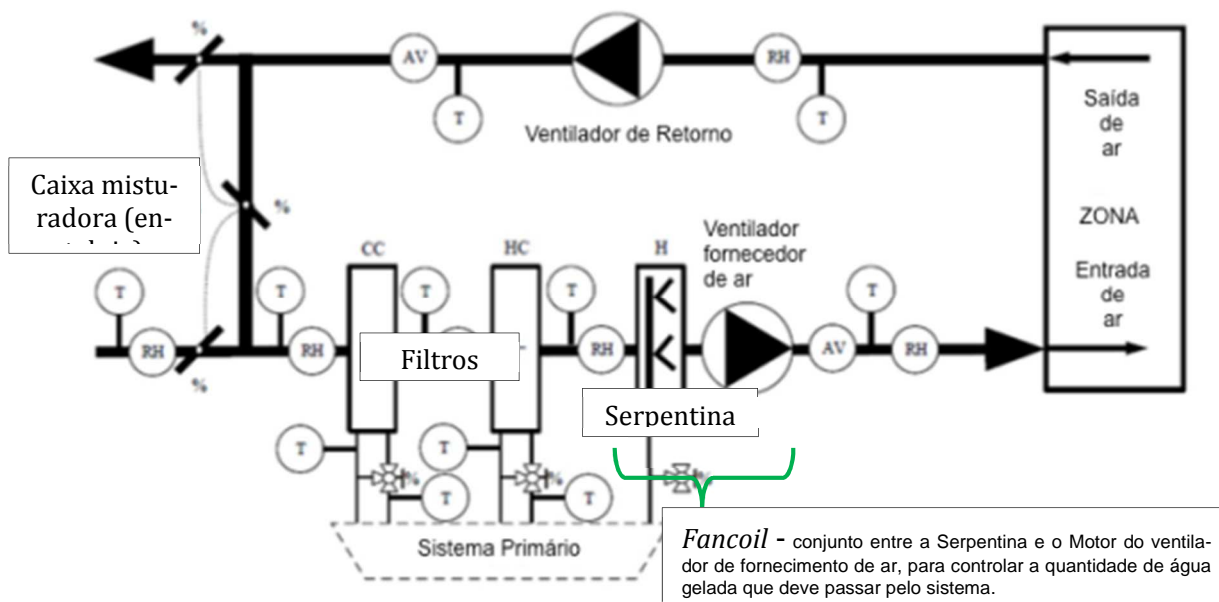 %
AV
RH
T
T
Ventilador de Retorno
Saída
de
ar
ZONA
Entrada
de
ar
Caixa mistu-
radora (en-
%
CC
HC
H
Ventilador
fornecedor
de ar
T
T
T
T
T
RH
RH
RH
AV
RH
%
Filtros
Serpentina
T
T
%
%
%
T
T
Sistema Primário
Fancoil - conjunto entre a Serpentina e o Motor do ventila-
dor de fornecimento de ar, para controlar a quantidade de água
gelada que deve passar pelo sistema.